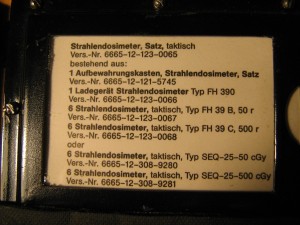 Strahlendosimeter, Satz, taktisch
Vers.-Nr. 6665-12-123-0065
bestehend aus:
1 Aufbewahrungskasten, Strahlendosimeter, Satz
Vers.-Nr. 6665-12-121-5745
1 Ladegerät Strahlendosimeter Typ FH 390
Vers.-Nr. 6665-12-123-0066
6 Strahlendosimeter, taktisch, Typ FH 39 B, 50 r
Vers.-Nr. 6665-12-123-0067
6 Strahlendosimeter, taktisch, Typ FH 39 C, 500 r
Vers.-Nr. 6665-12-123-0068
oder
6 Strahlendosimeter, taktisch, Typ SEQ-25-50 cGy
Vers.-Nr. 6665-12-308-9280
6 Strahlendosimeter, taktisch, Typ SEQ-25-500 cGy
Vers.-Nr. 6665-12-308-9281